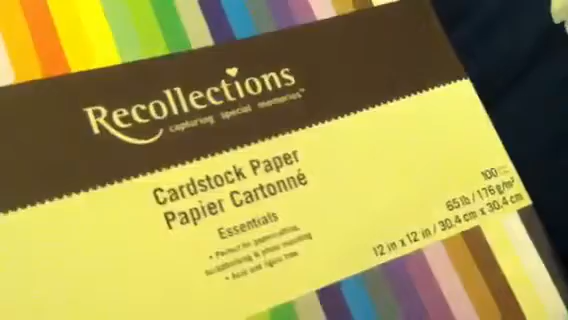 Recollections
capturing special memories™
Cardstock Paper
Papier Cartonné
Essentials
• Perfect for papercrafting,
scrapbooking & photo mounting
• Acid and lignin free
100
65 lb / 176 g/m²
12 in x 12 in / 30.4 cm x 30.4 cm